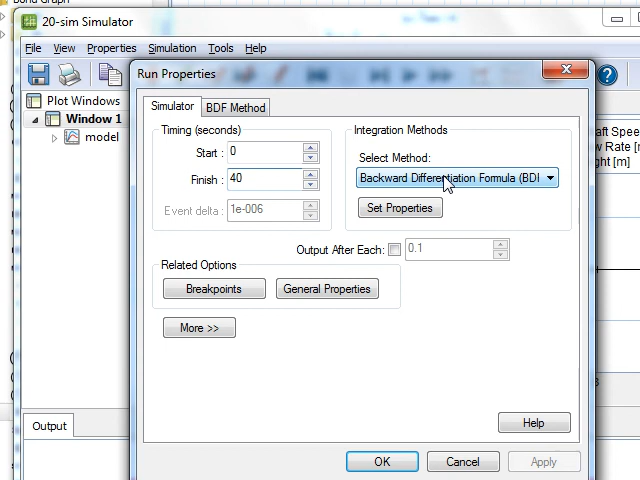 20-sim Simulator
File View Properties Simulation Tools Help
Run Properties
Plot Windows
Window 1
model
Simulator
BDF Method
Timing (seconds)
Start : 0
Finish : 40
Event delta : 1e-006
Integration Methods
Select Method:
Backward Differentiation Formula (BDI
Set Properties
Output After Each: 0.1
Related Options
Breakpoints
General Properties
More >>
Help
OK
Cancel
Apply
Output
aft Spee
w Rate [r
ght [m]